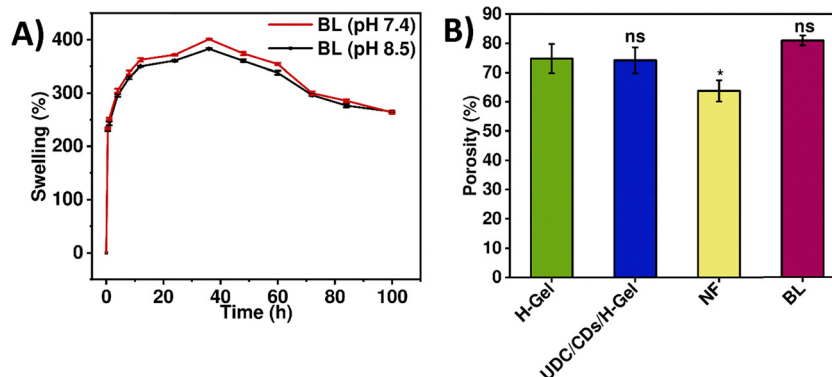 A)
BL (pH 7.4)
BL (pH 8.5)
Swelling (%)
400
300
200
100
0
0 20 40 60 80 100
Time (h)
B)
Porosity (%)
90
80
70
60
50
40
30
20
10
0
ns
*
ns
H-Gel
UDC/CDs/H-Gel
NF
BL